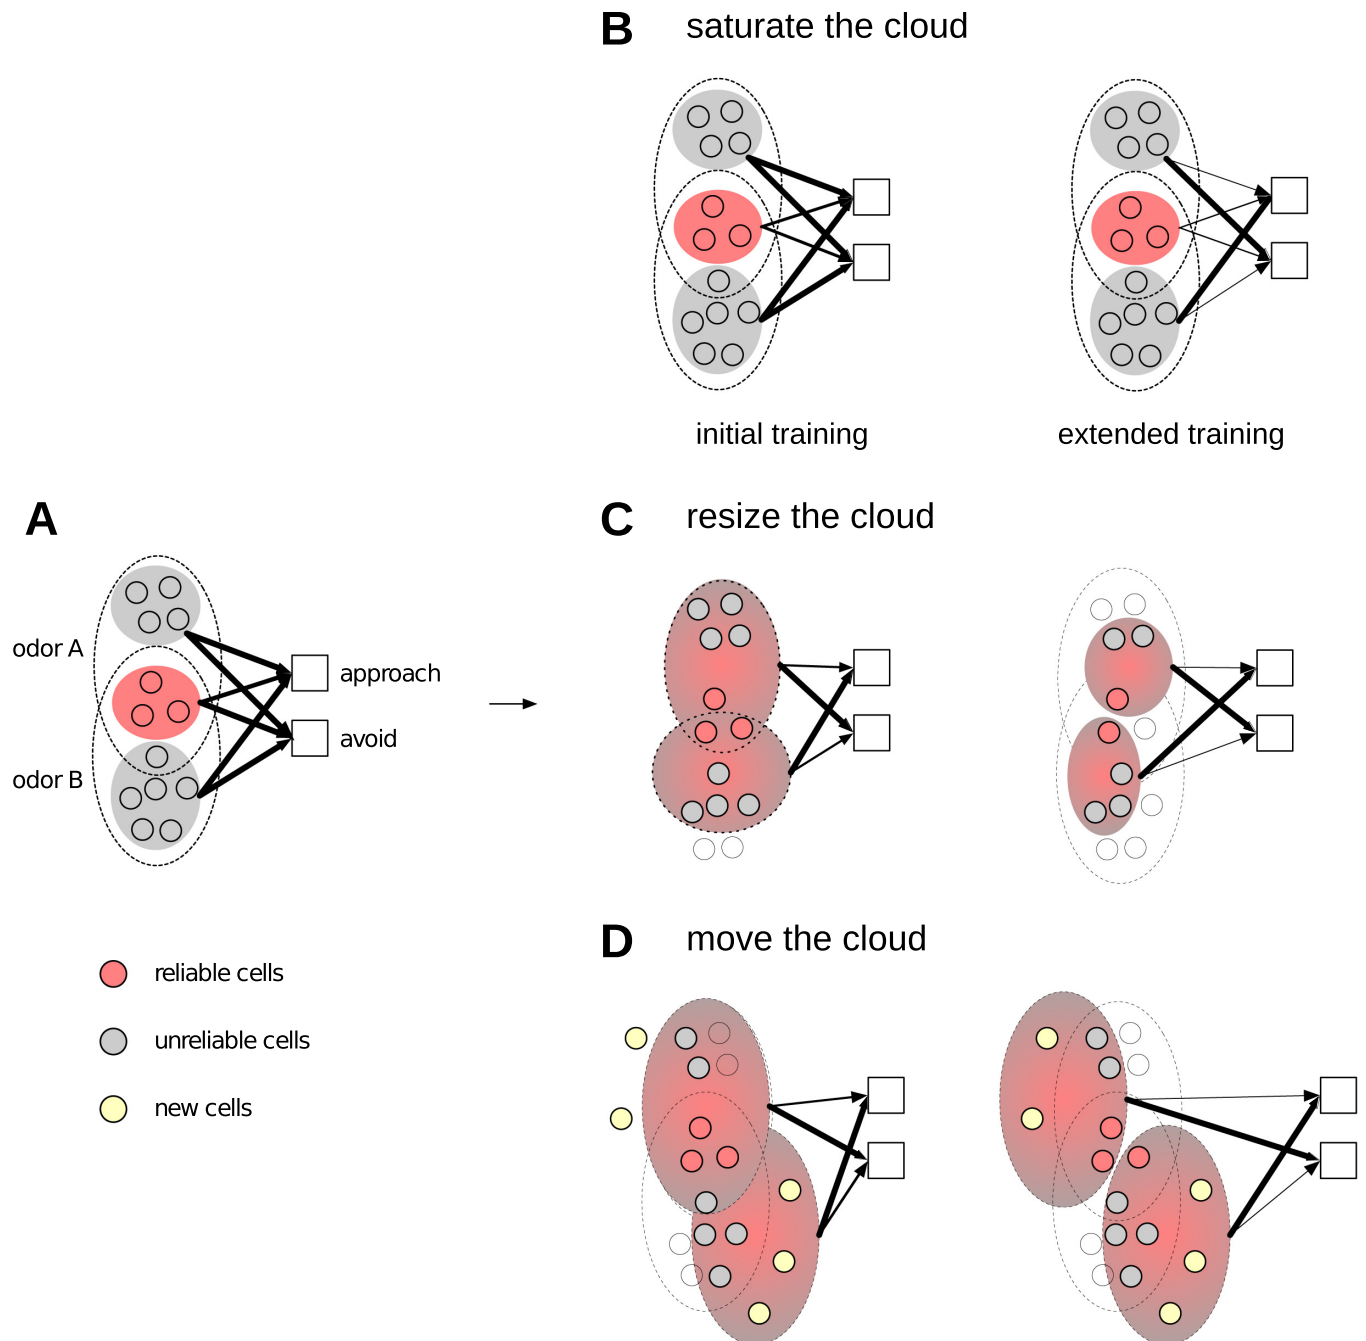 B saturate the cloud
initial training
extended training
A
odor A
approach
avoid
odor B
reliable cells
unreliable cells
new cells
C resize the cloud
D move the cloud